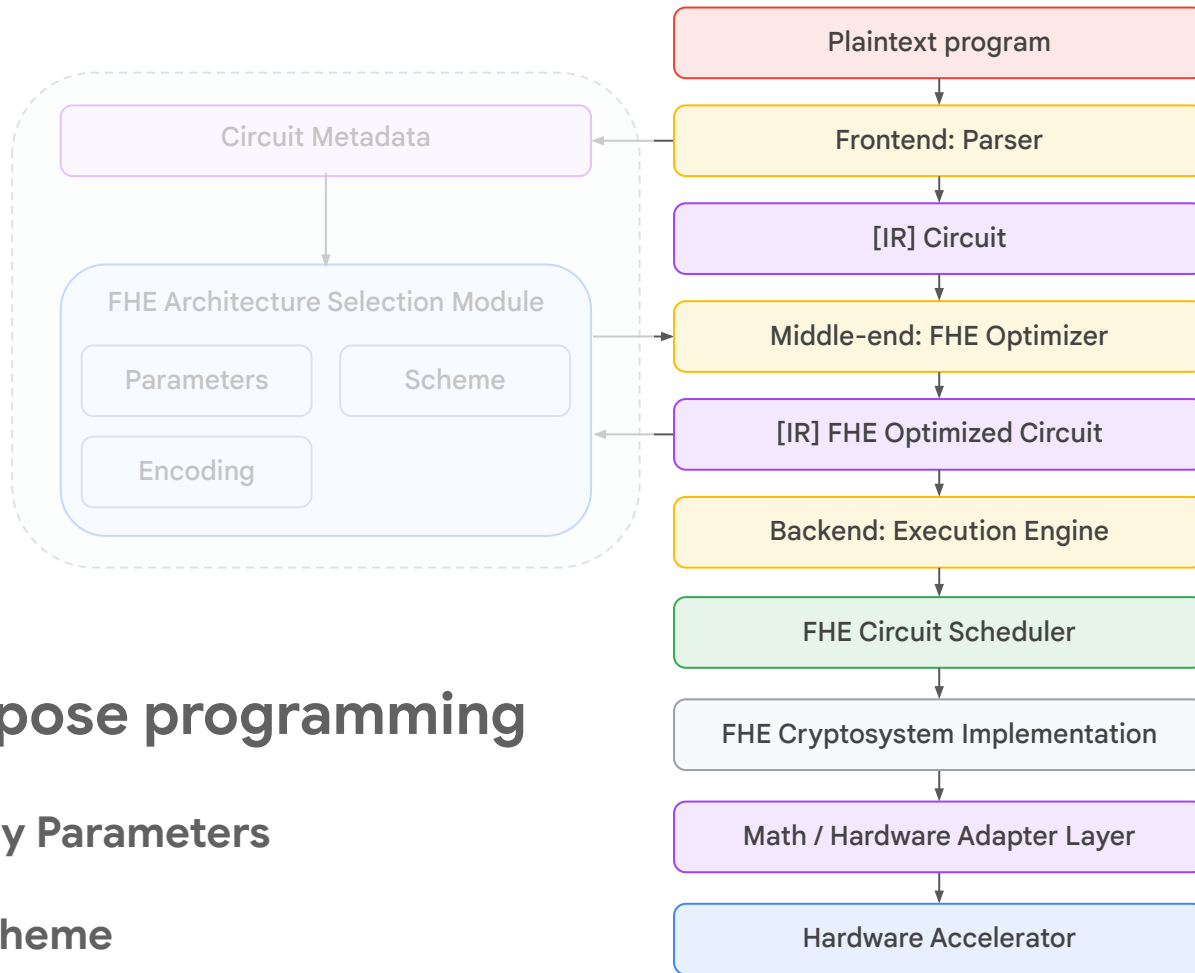 Plaintext program
Circuit Metadata
Frontend: Parser
[IR] Circuit
FHE Architecture Selection Module
Middle-end: FHE Optimizer
Parameters
Scheme
[IR] FHE Optimized Circuit
Encoding
Backend: Execution Engine
FHE Circuit Scheduler
pose programming
FHE Cryptosystem Implementation
y Parameters
Math / Hardware Adapter Layer
heme
Hardware Accelerator